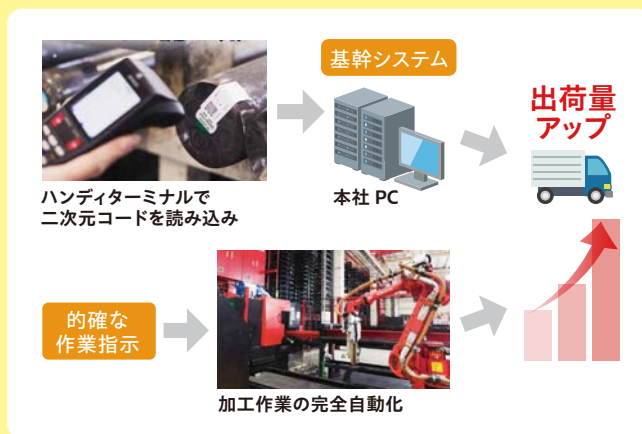 基幹システム
出荷量
アップ
ハンディターミナルで
二次元コードを読み込み
本社 PC
的確な
作業指示
加工作業の完全自動化